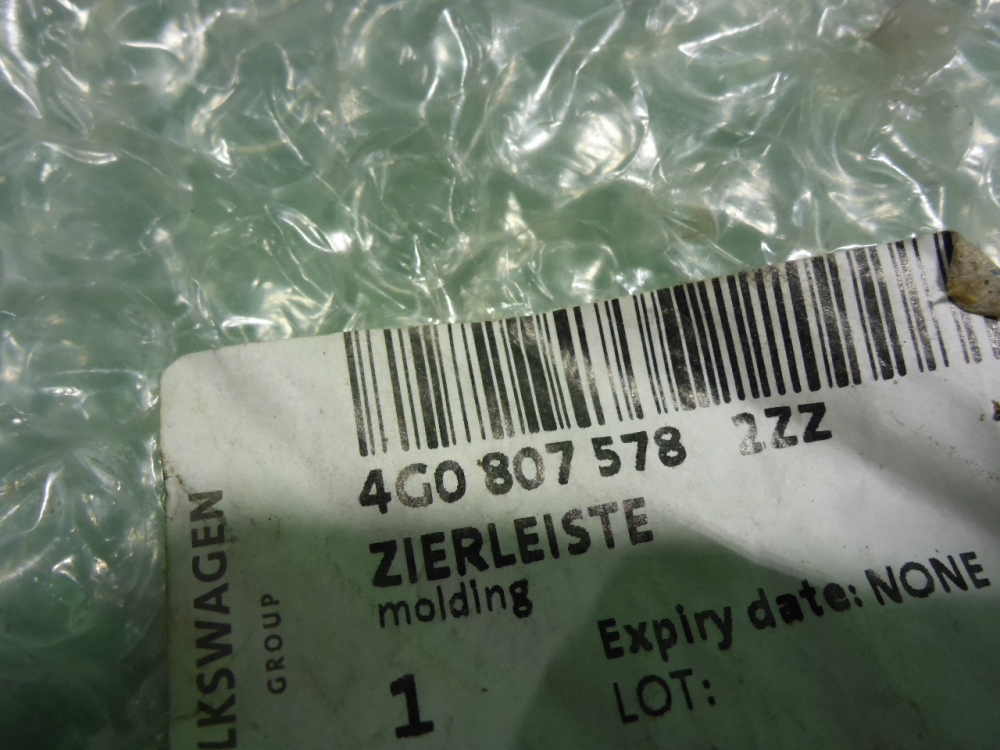 4G0 807 578 2ZZ
ZIERLEISTE
molding
Expiry date: NONE
1
LOT:
LKSWAGEN
GROUP